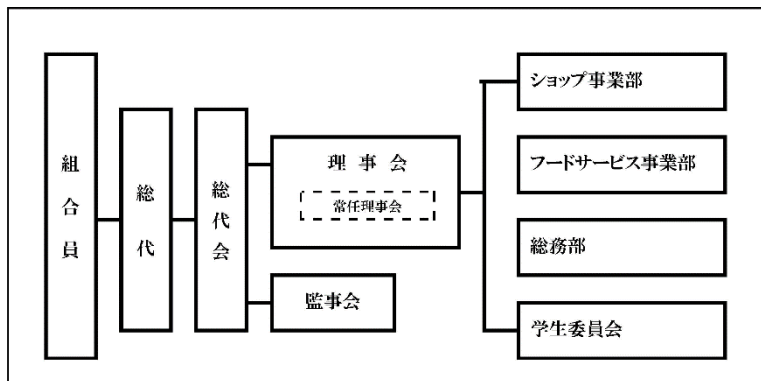 組合員
総代
総代会
理事会
常任理事会
監事会
ショップ事業部
フードサービス事業部
総務部
学生委員会